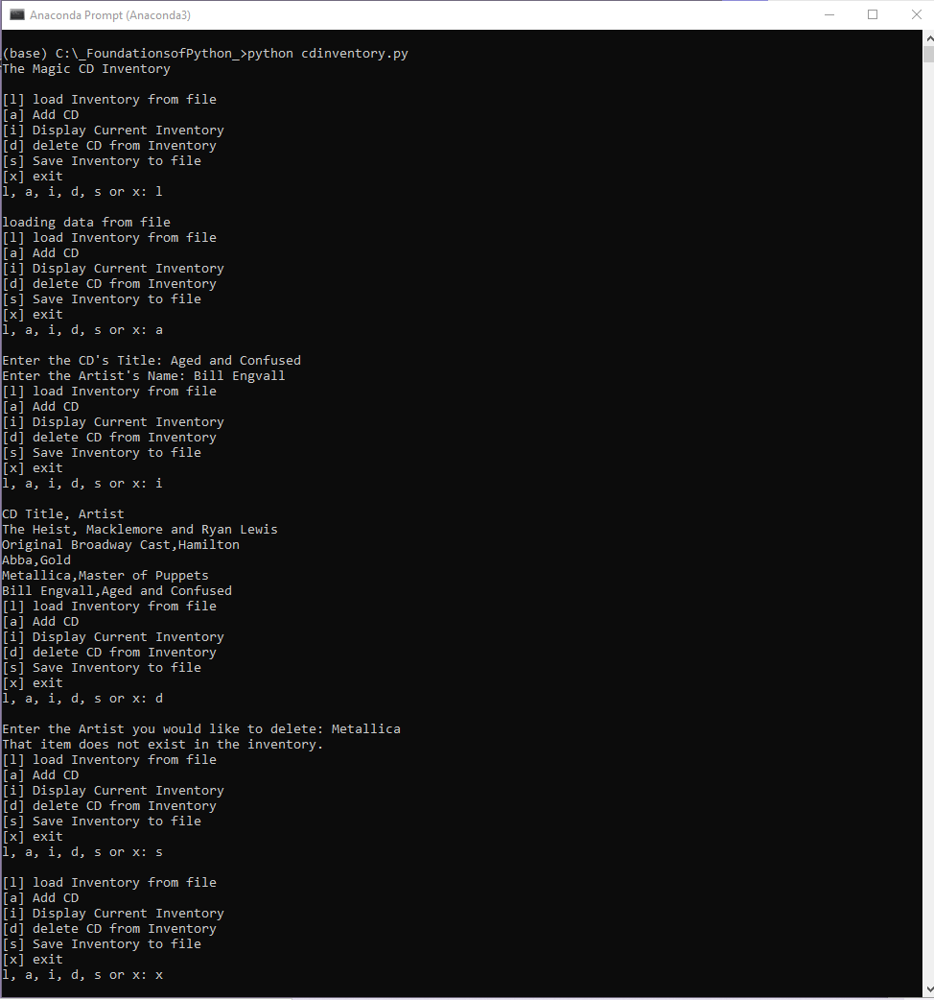 Anaconda Prompt (Anaconda3)
(base) C:\_FoundationsofPython_>python cdinventory.py
The Magic CD Inventory
[l] load Inventory from file
[a] Add CD
[i] Display Current Inventory
[d] delete CD from Inventory
[s] Save Inventory to file
[x] exit
l, a, i, d, s or x: l
loading data from file
[l] load Inventory from file
[a] Add CD
[i] Display Current Inventory
[d] delete CD from Inventory
[s] Save Inventory to file
[x] exit
l, a, i, d, s or x: a
Enter the CD's Title: Aged and Confused
Enter the Artist's Name: Bill Engvall
[l] load Inventory from file
[a] Add CD
[i] Display Current Inventory
[d] delete CD from Inventory
[s] Save Inventory to file
[x] exit
l, a, i, d, s or x: i
CD Title, Artist
The Heist, Macklemore and Ryan Lewis
Original Broadway Cast,Hamilton
Abba,Gold
Metallica,Master of Puppets
Bill Engvall,Aged and Confused
[l] load Inventory from file
[a] Add CD
[i] Display Current Inventory
[d] delete CD from Inventory
[s] Save Inventory to file
[x] exit
l, a, i, d, s or x: d
Enter the Artist you would like to delete: Metallica
That item does not exist in the inventory.
[l] load Inventory from file
[a] Add CD
[i] Display Current Inventory
[d] delete CD from Inventory
[s] Save Inventory to file
[x] exit
l, a, i, d, s or x: s
[l] load Inventory from file
[a] Add CD
[i] Display Current Inventory
[d] delete CD from Inventory
[s] Save Inventory to file
[x] exit
l, a, i, d, s or x: x